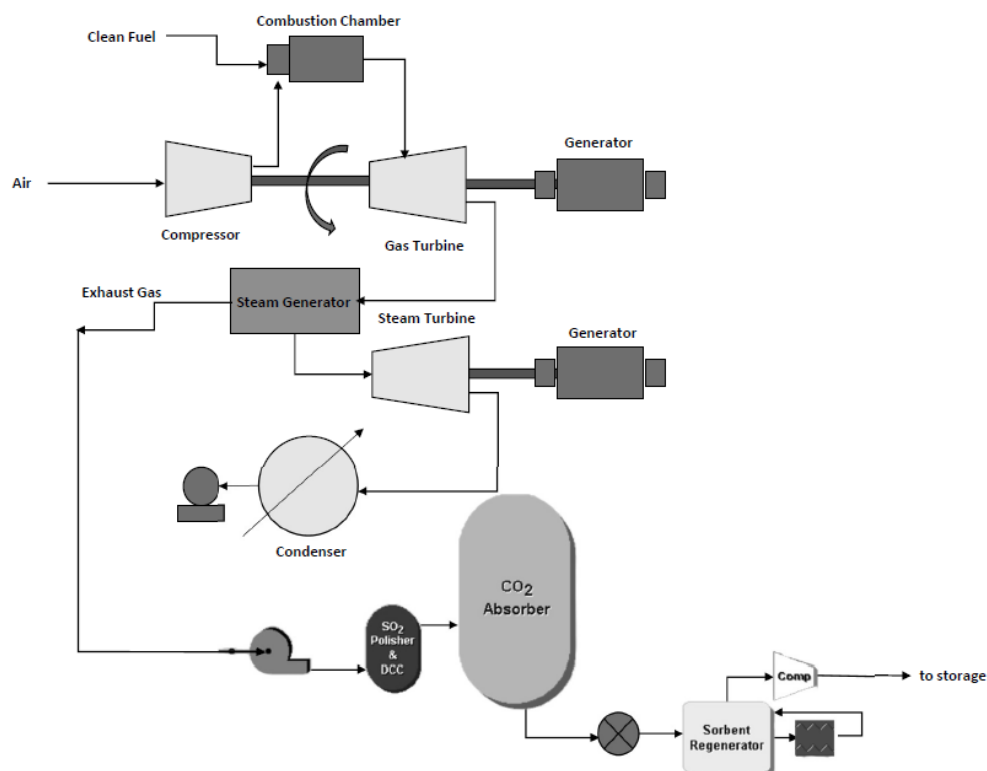 Combustion Chamber
Clean Fuel
Generator
Air
Compressor
Gas Turbine
Exhaust Gas
Steam Generator
Steam Turbine
Generator
Condenser
CO2
Absorber
SO2
Polisher
&
DCC
Comp
to storage
Sorbent
Regenerator